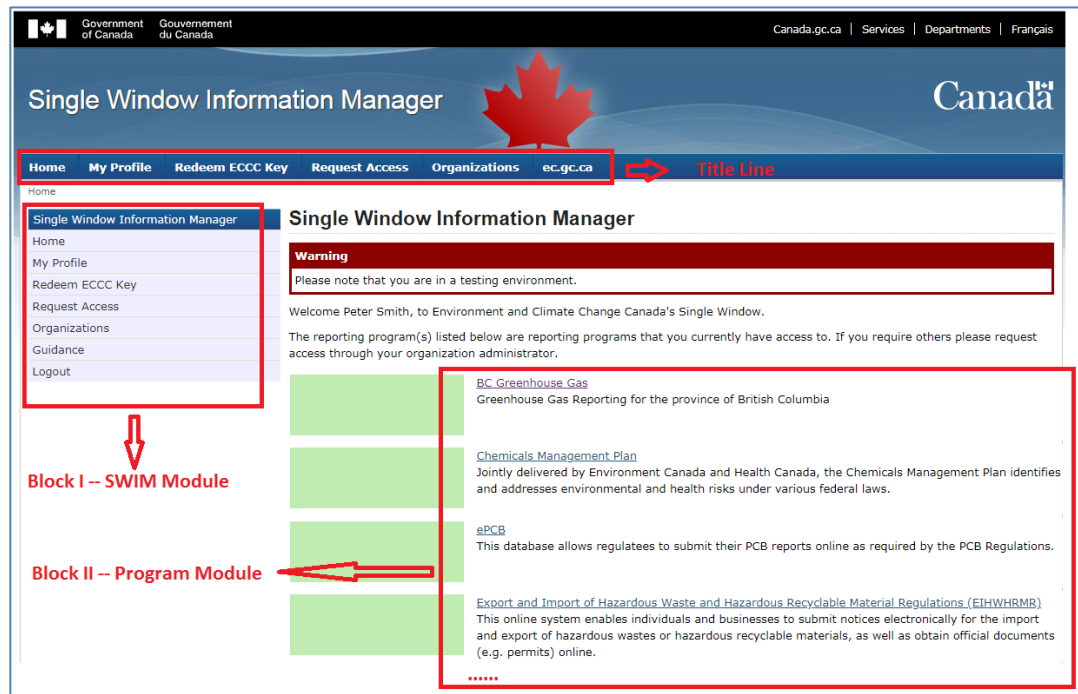 Government of Canada Gouvernement du Canada
Canada.gc.ca | Services | Departments | Français
Single Window Information Manager
Canada
Home My Profile Redeem ECCC Key Request Access Organizations ec.gc.ca
Title Line
Home
Single Window Information Manager
Home
My Profile
Redeem ECCC Key
Request Access
Organizations
Guidance
Logout
Block I -- SWIM Module
Block II -- Program Module
Single Window Information Manager
Warning
Please note that you are in a testing environment.
Welcome Peter Smith, to Environment and Climate Change Canada's Single Window.
The reporting program(s) listed below are reporting programs that you currently have access to. If you require others please request
access through your organization administrator.
BC Greenhouse Gas
Greenhouse Gas Reporting for the province of British Columbia
Chemicals Management Plan
Jointly delivered by Environment Canada and Health Canada, the Chemicals Management Plan identifies
and addresses environmental and health risks under various federal laws.
ePCB
This database allows regulatees to submit their PCB reports online as required by the PCB Regulations.
Export and Import of Hazardous Waste and Hazardous Recyclable Material Regulations (EIHWHRMR)
This online system enables individuals and businesses to submit notices electronically for the import
and export of hazardous wastes or hazardous recyclable materials, as well as obtain official documents
(e.g. permits) online.
......